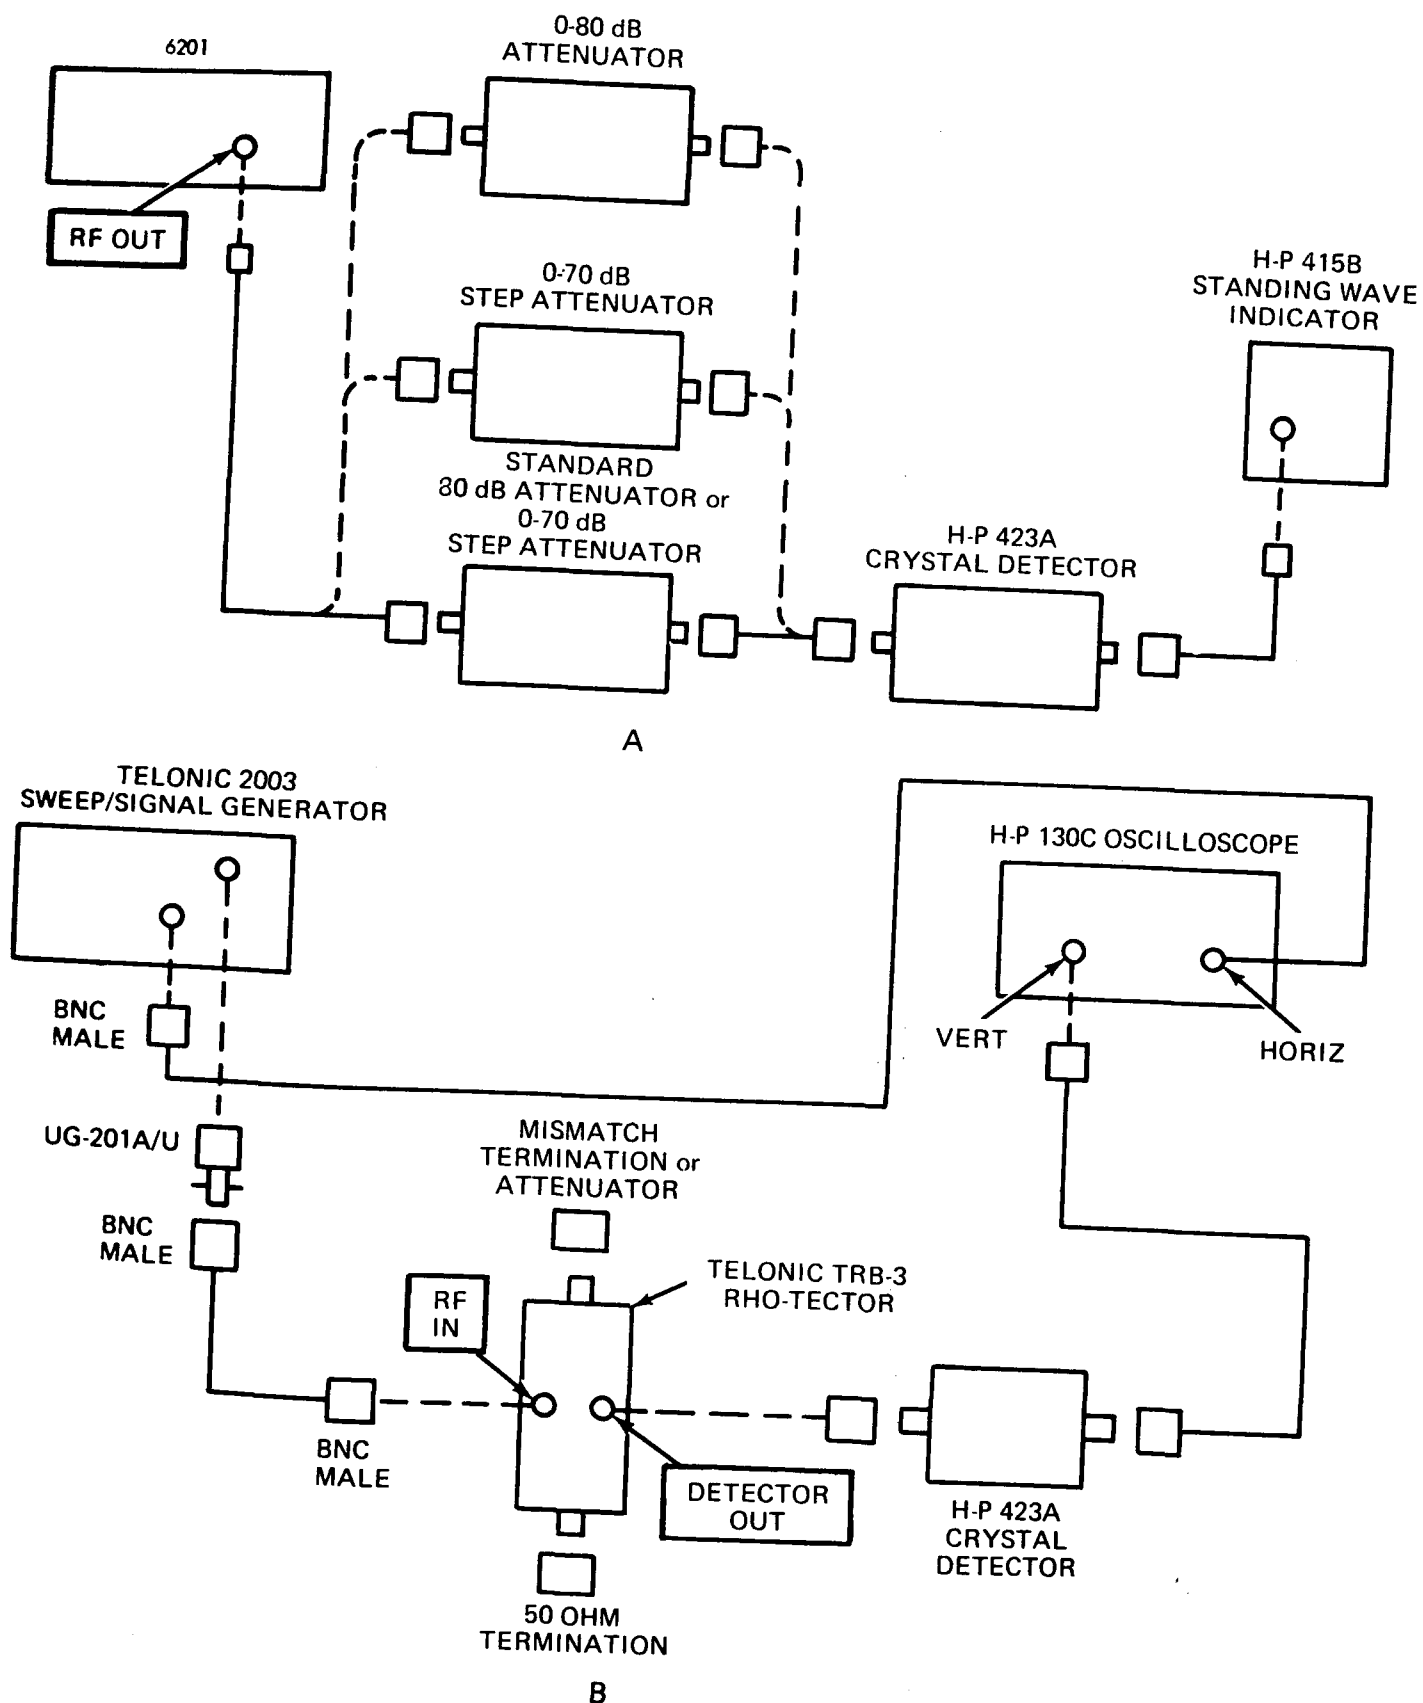 6201
RF OUT
0-80 dB
ATTENUATOR
0-70 dB
STEP ATTENUATOR
STANDARD
80 dB ATTENUATOR or
0-70 dB
STEP ATTENUATOR
H-P 423A
CRYSTAL DETECTOR
H-P 415B
STANDING WAVE
INDICATOR
A
TELONIC 2003
SWEEP/SIGNAL GENERATOR
BNC
MALE
UG-201A/U
BNC
MALE
BNC
MALE
RF
IN
MISMATCH
TERMINATION or
ATTENUATOR
TELONIC TRB-3
RHO-TECTOR
DETECTOR
OUT
50 OHM
TERMINATION
H-P 130C OSCILLOSCOPE
VERT
HORIZ
H-P 423A
CRYSTAL
DETECTOR
B